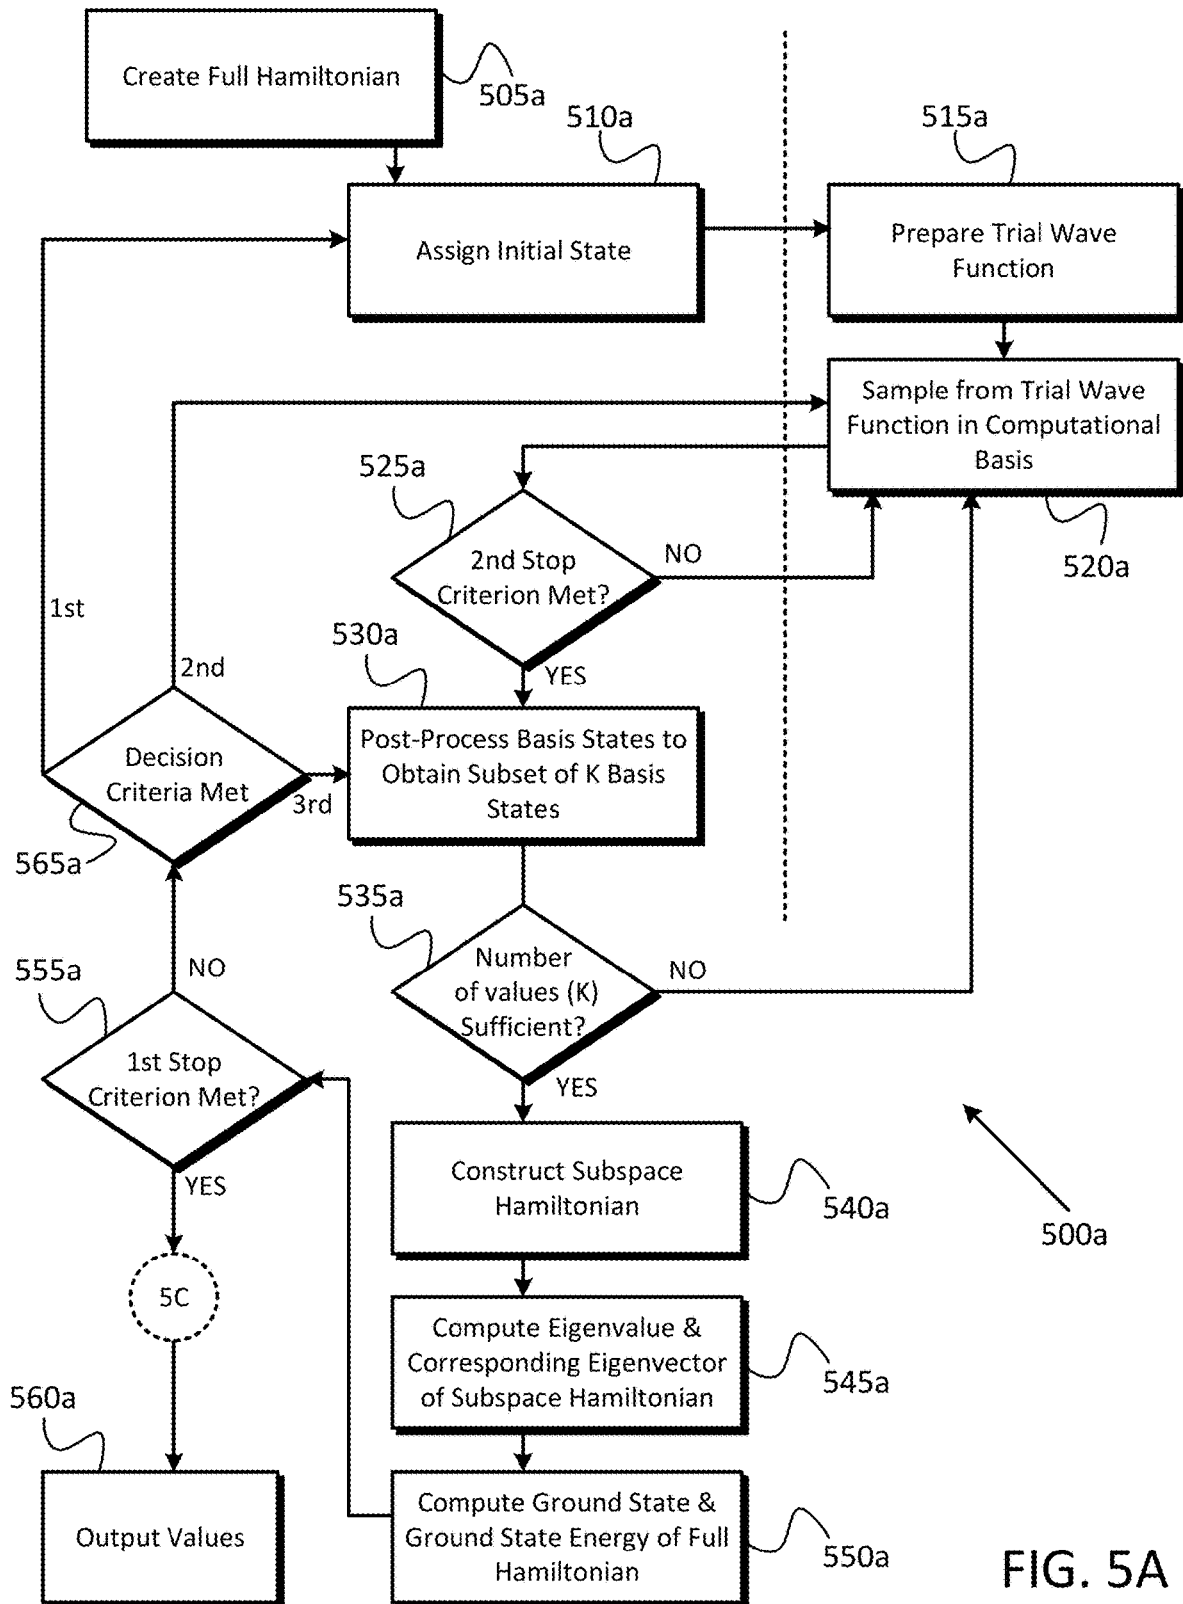 Create Full Hamiltonian
505a
510a
515a
Assign Initial State
Prepare Trial Wave
Function
Sample from Trial Wave
Function in Computational
Basis
520a
525a
2nd Stop
Criterion Met?
NO
YES
1st
2nd
3rd
530a
Post-Process Basis States to
Obtain Subset of K Basis
States
Decision
Criteria Met
565a
535a
Number
of values (K)
Sufficient?
NO
YES
555a
NO
1st Stop
Criterion Met?
YES
Construct Subspace
Hamiltonian
540a
500a
5C
Compute Eigenvalue &
Corresponding Eigenvector
of Subspace Hamiltonian
545a
560a
Output Values
Compute Ground State &
Ground State Energy of Full
Hamiltonian
550a
FIG. 5A